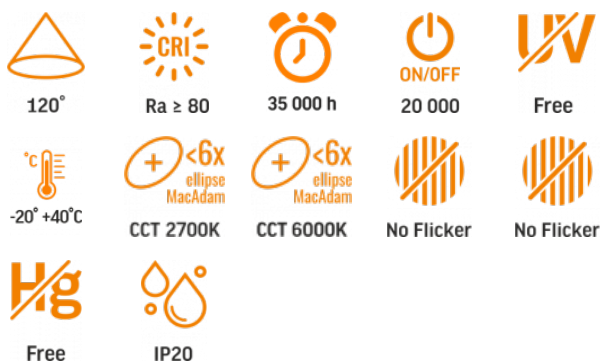 CRI
ON/OFF
UV
120°
Ra ≥ 80
35 000 h
20 000
Free
°C
<6x
ellipse
MacAdam
<6x
ellipse
MacAdam
-20° +40°C
CCT 2700K
CCT 6000K
No Flicker
No Flicker
Hg
Free
IP20